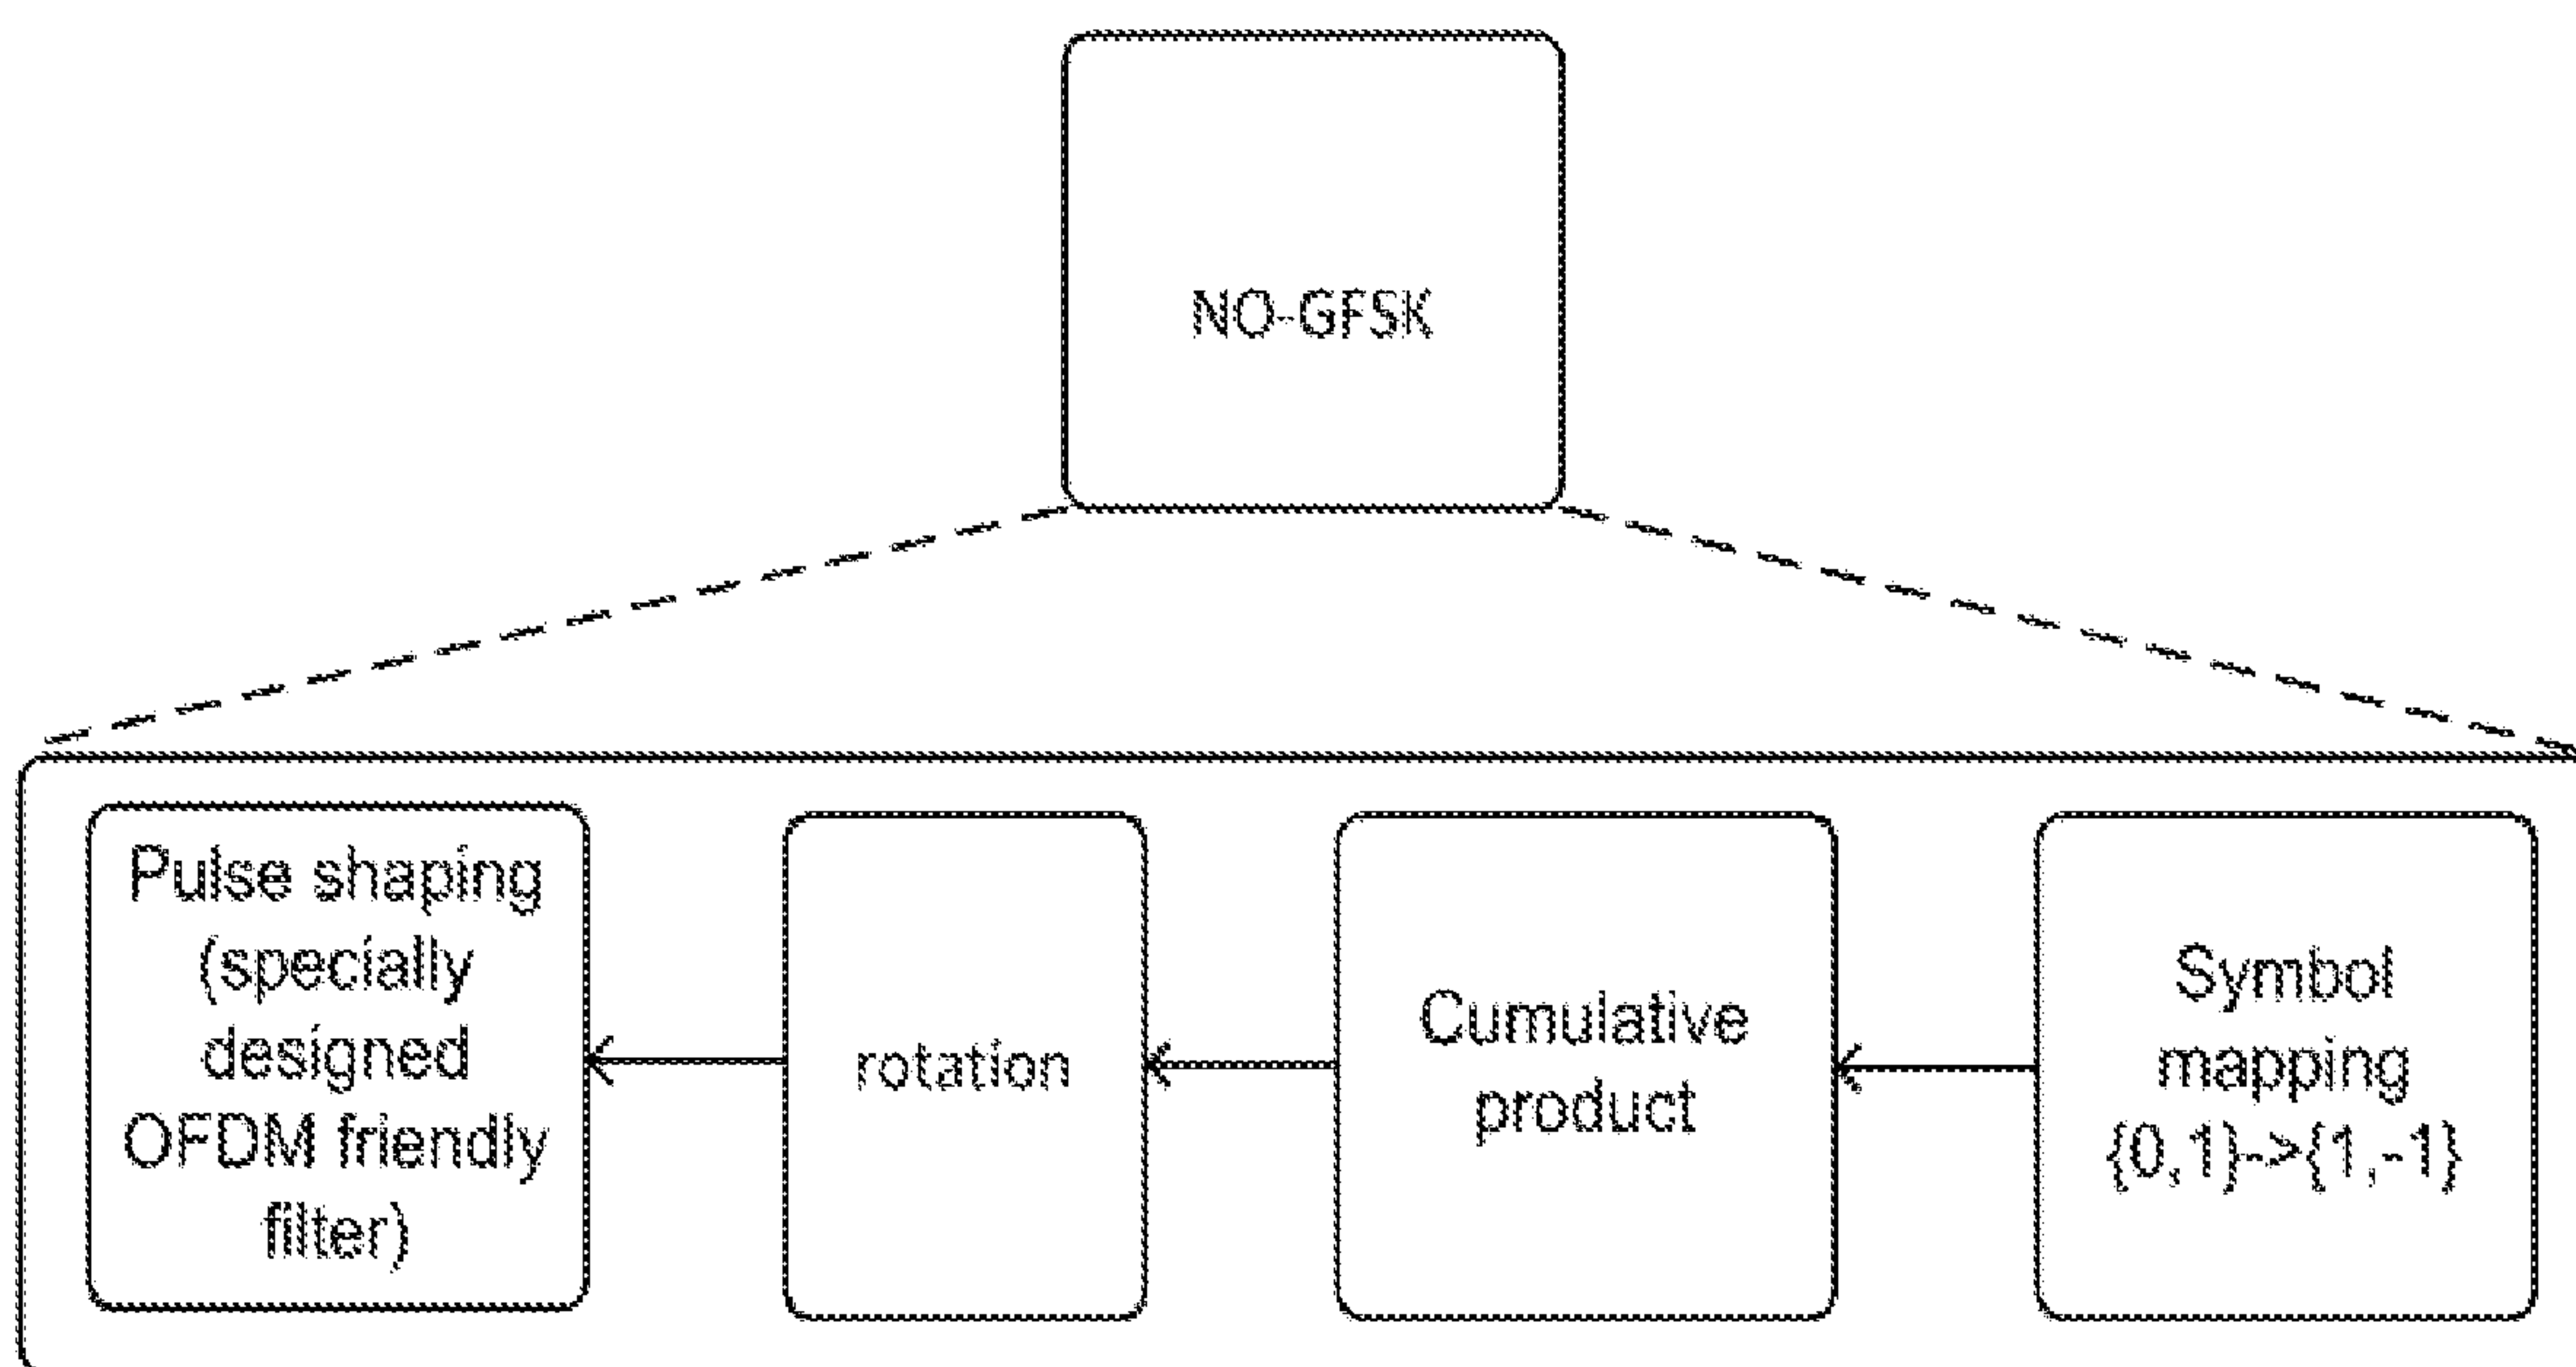 NO-GFSK
Pulse shaping
(specially
designed
OFDM friendly
filter)
rotation
Cumulative
product
Symbol
mapping
{0,1}->{1,-1}